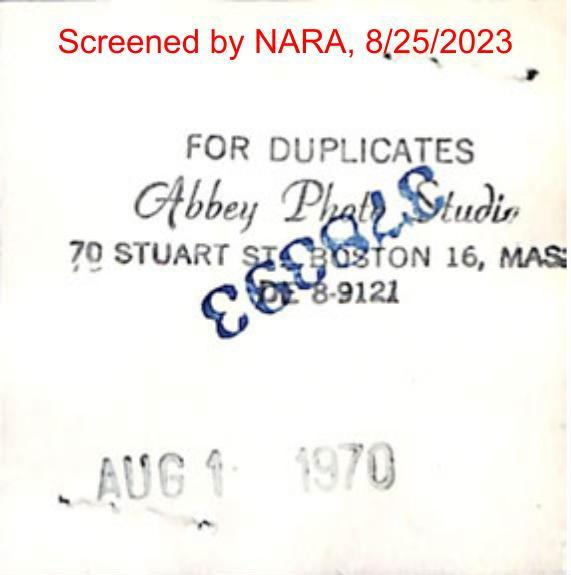 Screened by NARA, 8/25/2023
FOR DUPLICATES
Abbey Photo Studio
70 STUART ST., BOSTON 16, MASS
DE 8-9121
AUG 1 1970